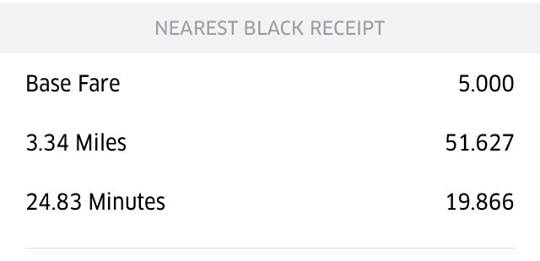 NEAREST BLACK RECEIPT
Base Fare 5.000
3.34 Miles 51.627
24.83 Minutes 19.866